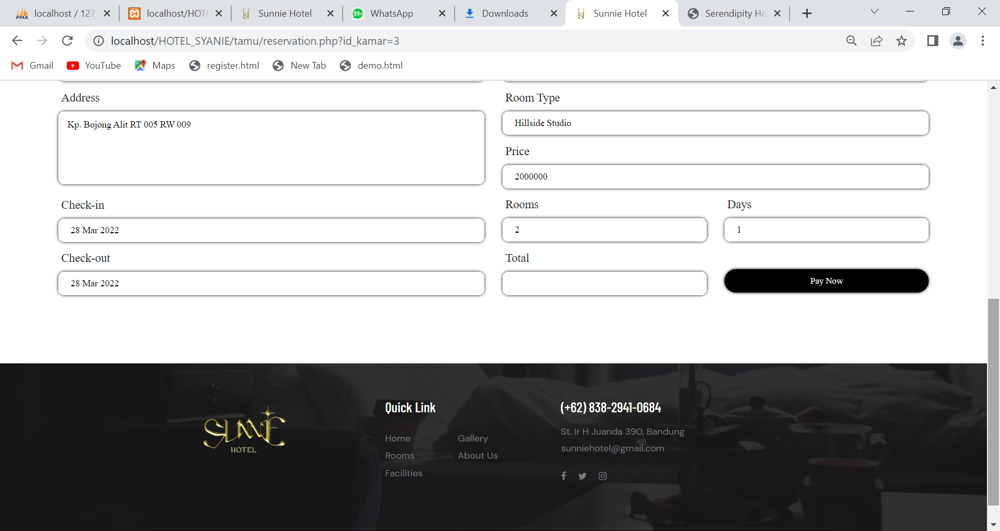 localhost / 127
localhost/HOTE
Sunnie Hotel
99+
WhatsApp
Downloads
Sunnie Hotel
Serendipity Ho
localhost/HOTEL_SYANIE/tamu/reservation.php?id_kamar=3
Gmail
YouTube
Maps
register.html
New Tab
demo.html
Address
Kp. Bojong Alit RT 005 RW 009
Room Type
Hillside Studio
Price
2000000
Check-in
28 Mar 2022
Rooms
2
Days
1
Check-out
28 Mar 2022
Total
Pay Now
SUNNIE
HOTEL
Quick Link
Home
Gallery
Rooms
About Us
Facilities
(+62) 838-2941-0684
St. Ir H Juanda 390, Bandung
sunniehotel@gmail.com